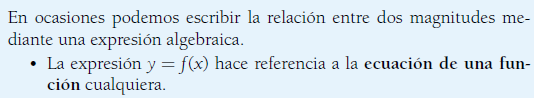 En ocasiones podemos escribir la relación entre dos magnitudes me-
diante una expresión algebraica.
• La expresión y = f(x) hace referencia a la ecuación de una fun-
ción cualquiera.